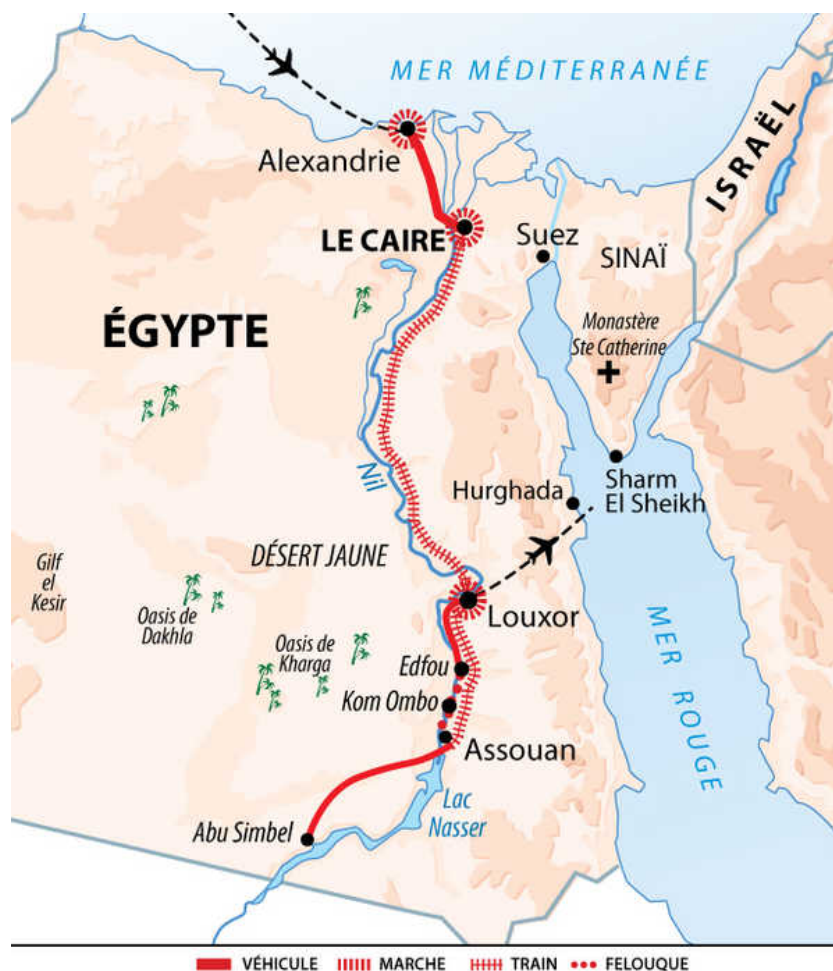 MER MÉDITERRANÉE
Alexandrie
ISRAËL
LE CAIRE
Suez
SINAÏ
ÉGYPTE
Monastère
Ste Catherine
Nil
Sharm
El Sheikh
Hurghada
DÉSERT JAUNE
Gilf
el
Kesir
Oasis de
Dakhla
Louxor
Oasis de
Kharga
Edfou
Kom Ombo
MER ROUGE
Assouan
Lac
Nasser
Abu Simbel
VÉHICULE MARCHE TRAIN FELOUQUE